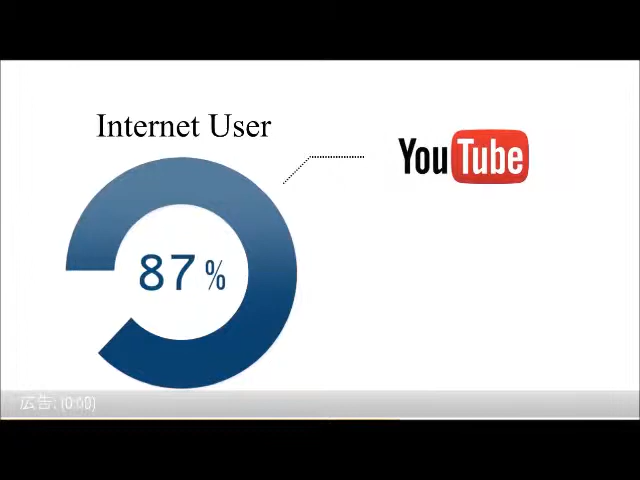 Internet User
YouTube
87%
広告: (0:00)